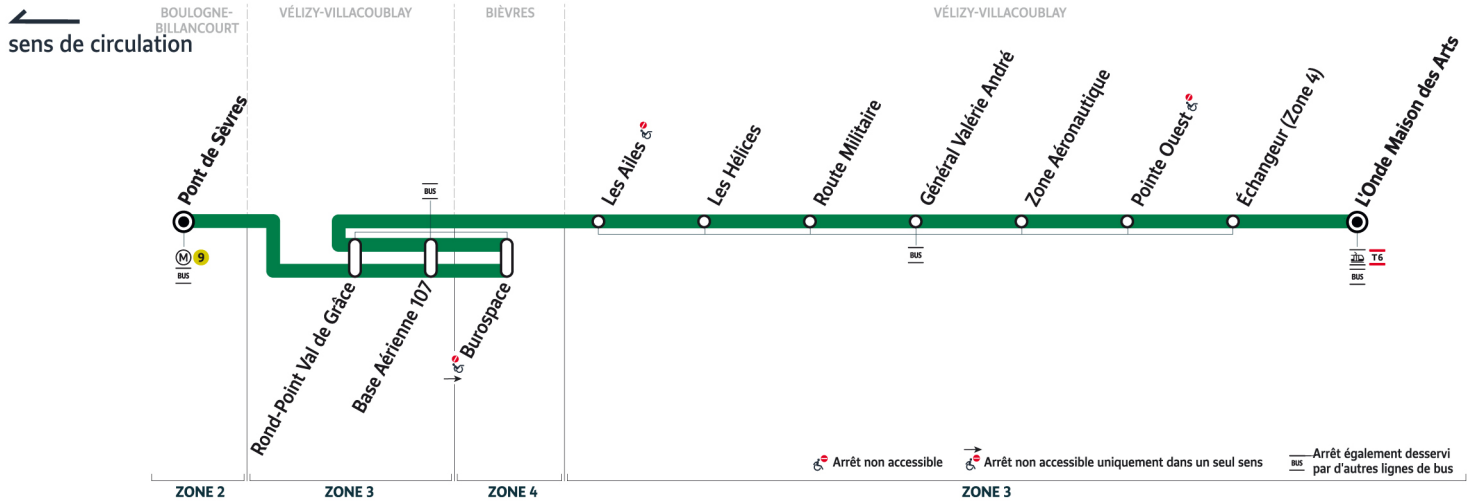 sens de circulation
BOULOGNE-
BILLANCOURT
VÉLIZY-VILLACOUBLAY
BIÈVRES
VÉLIZY-VILLACOUBLAY
Pont de Sèvres
M 9
BUS
BUS
Rond-Point Val de Grâce
Base Aérienne 107
Burospace
Les Ailes
Les Hélices
Route Militaire
Général Valérie André
BUS
Zone Aéronautique
Pointe Ouest
Échangeur (Zone 4)
L'Onde Maison des Arts
T6
BUS
Arrêt non accessible
Arrêt non accessible uniquement dans un seul sens
BUS
Arrêt également desservi
par d'autres lignes de bus
ZONE 2
ZONE 3
ZONE 4
ZONE 3